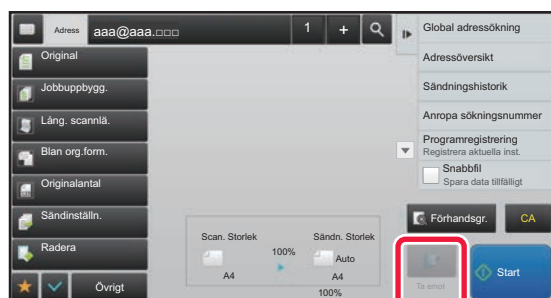 Adress aaa@aaa.□□□ 1 +
Original
Jobbuppbygg.
Lång. scannlä.
Blan org.form.
Originalantal
Sändinställn.
Radera
Övrigt
Scan. Storlek
A4
100%
Sändn. Storlek
Auto
A4
100%
Global adressökning
Adressöversikt
Sändningshistorik
Anropa sökningsnummer
Programregistrering
Registrera aktuella inst.
Snabbfil
Spara data tillfälligt
Förhandsgr.
CA
Ta emot
Start